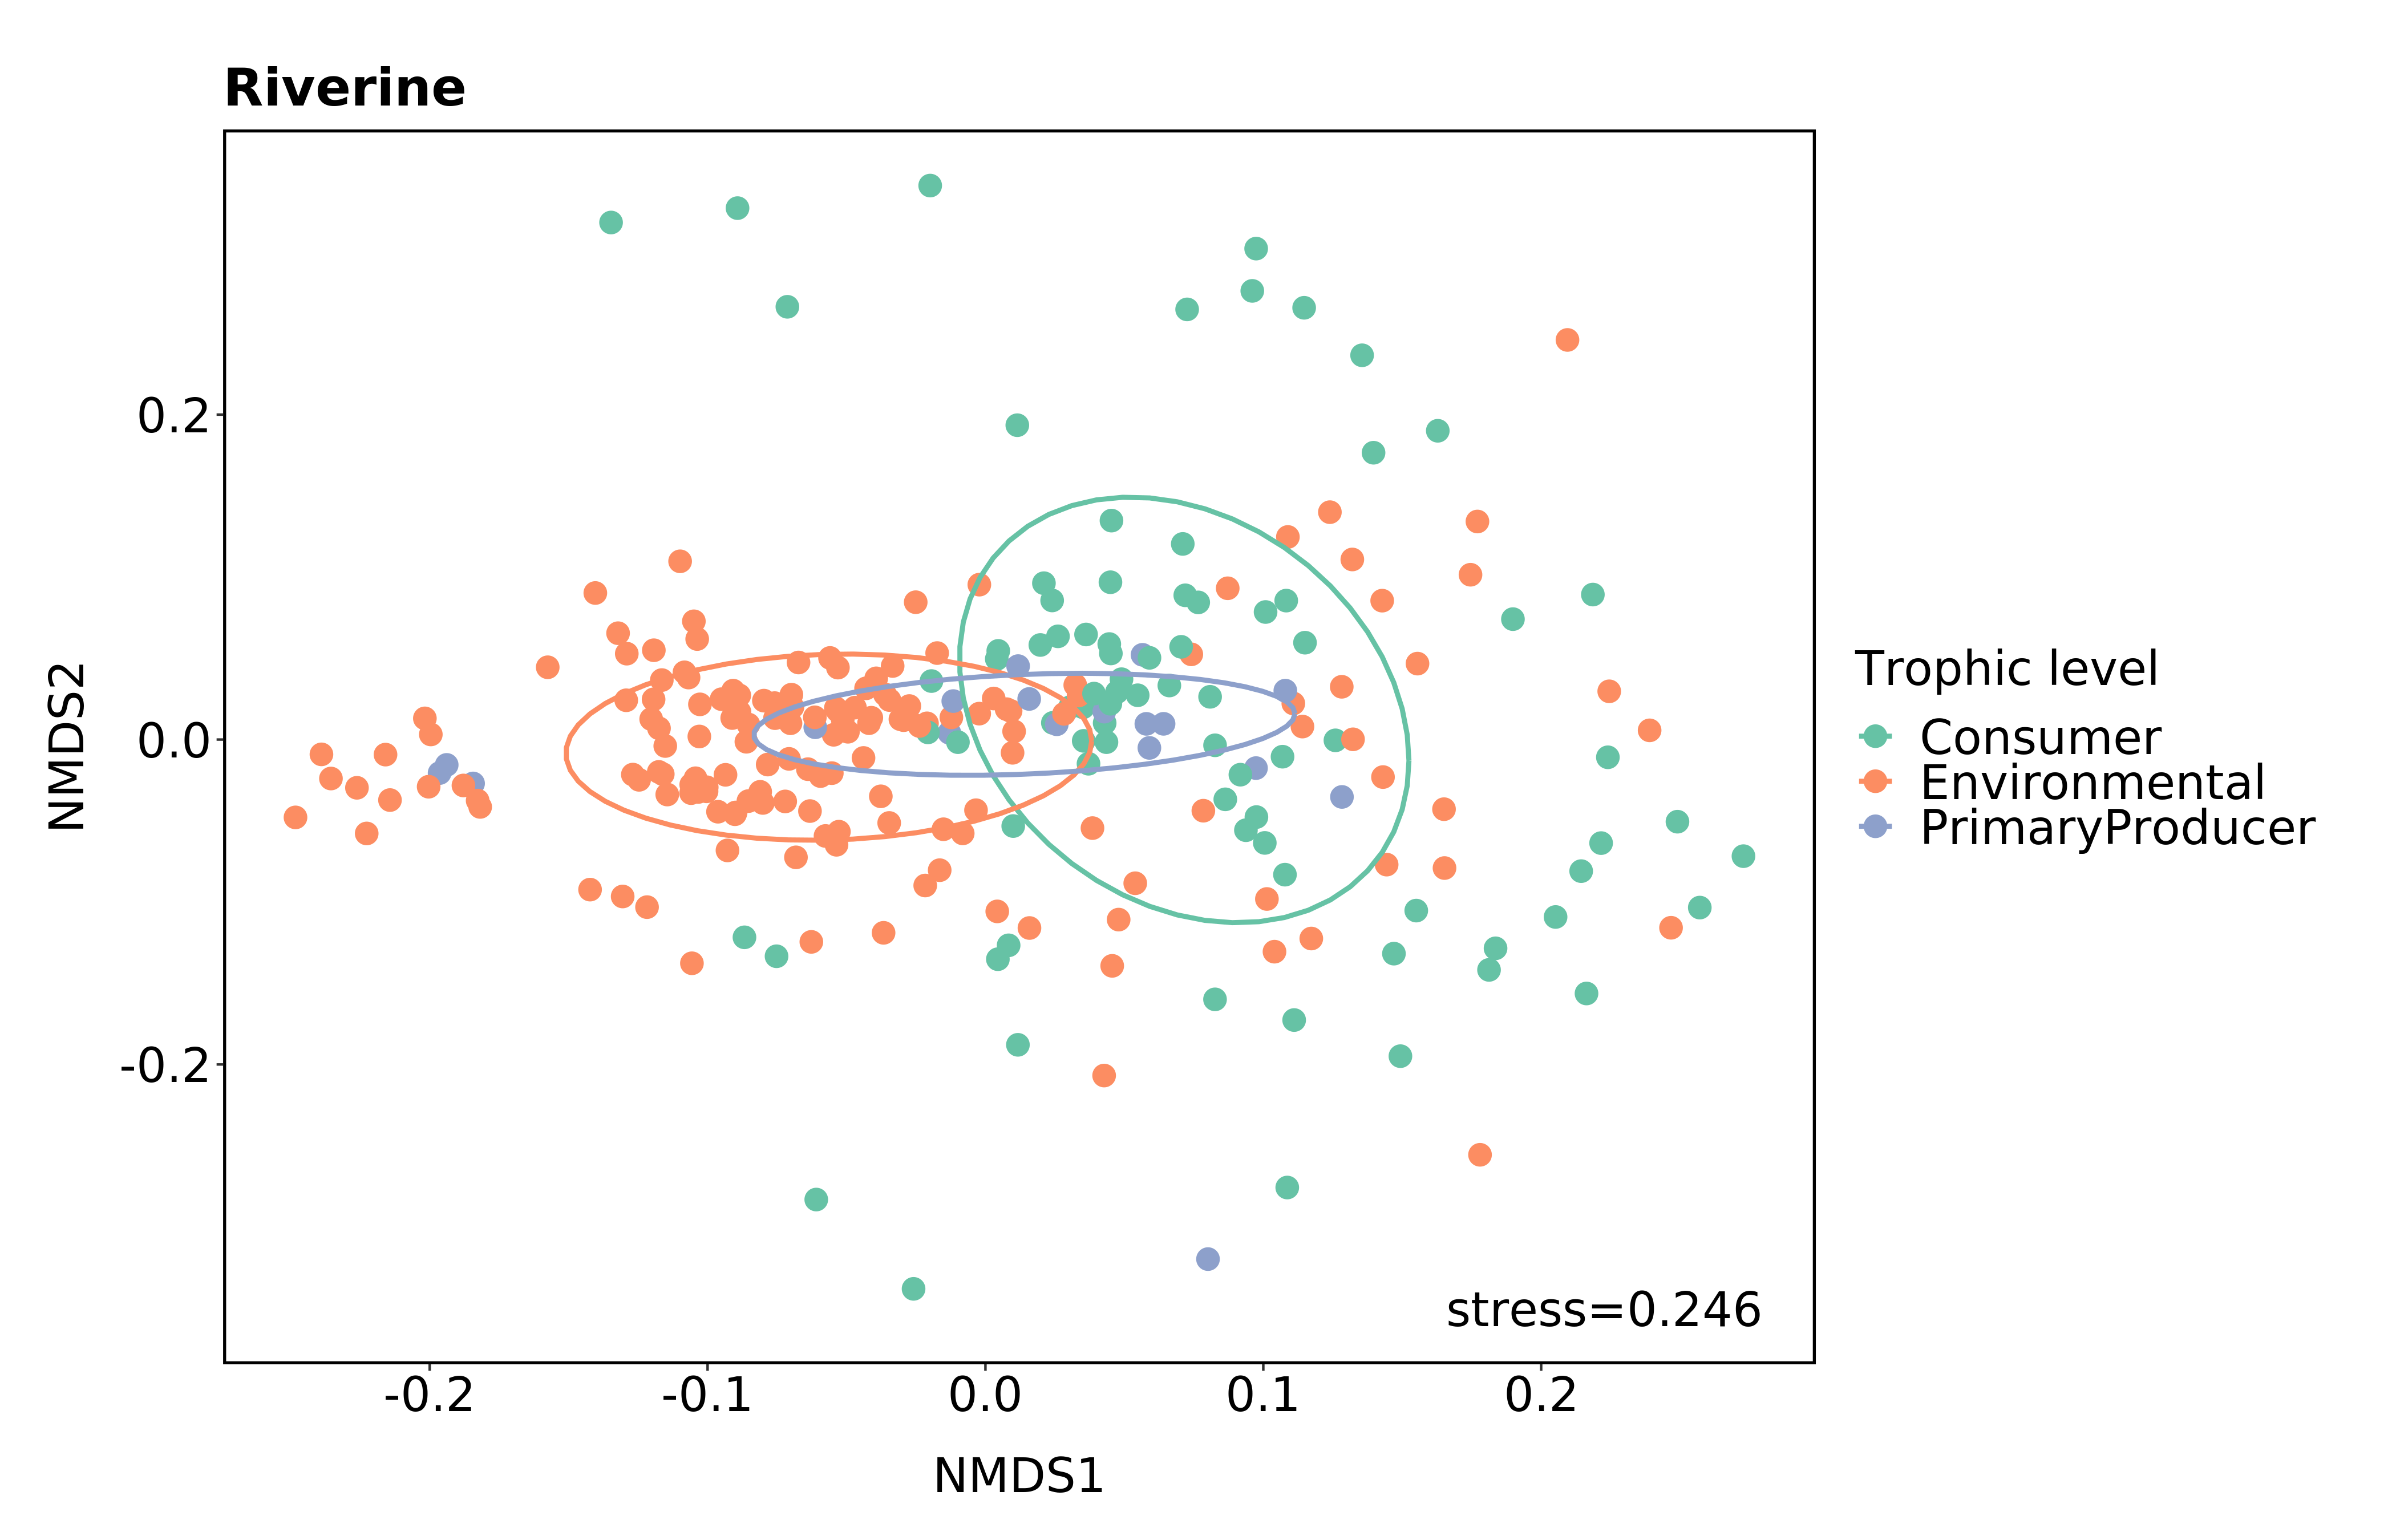 Riverine
NMDS2
0.2
0.0
-0.2
-0.2
-0.1
0.0
0.1
0.2
NMDS1
stress=0.246
Trophic level
Consumer
Environmental
PrimaryProducer